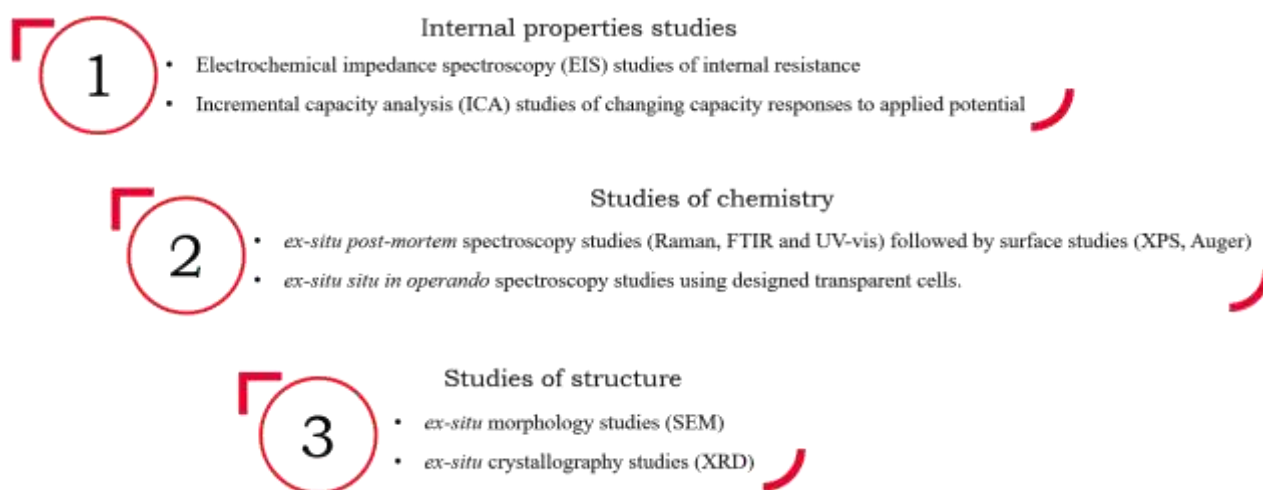 Internal properties studies
1
• Electrochemical impedance spectroscopy (EIS) studies of internal resistance
• Incremental capacity analysis (ICA) studies of changing capacity responses to applied potential
Studies of chemistry
2
• ex-situ post-mortem spectroscopy studies (Raman, FTIR and UV-vis) followed by surface studies (XPS, Auger)
• ex-situ situ in operando spectroscopy studies using designed transparent cells.
Studies of structure
3
• ex-situ morphology studies (SEM)
• ex-situ crystallography studies (XRD)